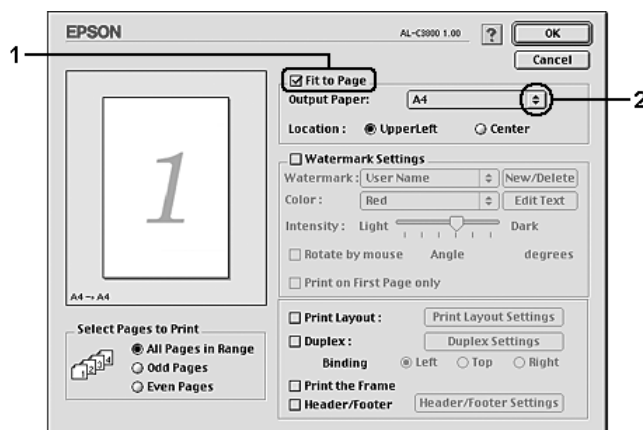 EPSON
AL-C3800 1.00
?
OK
Cancel
1
Fit to Page
Output Paper: A4
2
Location : UpperLeft Center
1
A4→A4
Watermark Settings
Watermark : User Name New/Delete
Color : Red Edit Text
Intensity : Light Dark
Rotate by mouse Angle degrees
Print on First Page only
Select Pages to Print
1 2 3 4
All Pages in Range
Odd Pages
Even Pages
Print Layout : Print Layout Settings
Duplex : Duplex Settings
Binding Left Top Right
Print the Frame
Header/Footer Header/Footer Settings